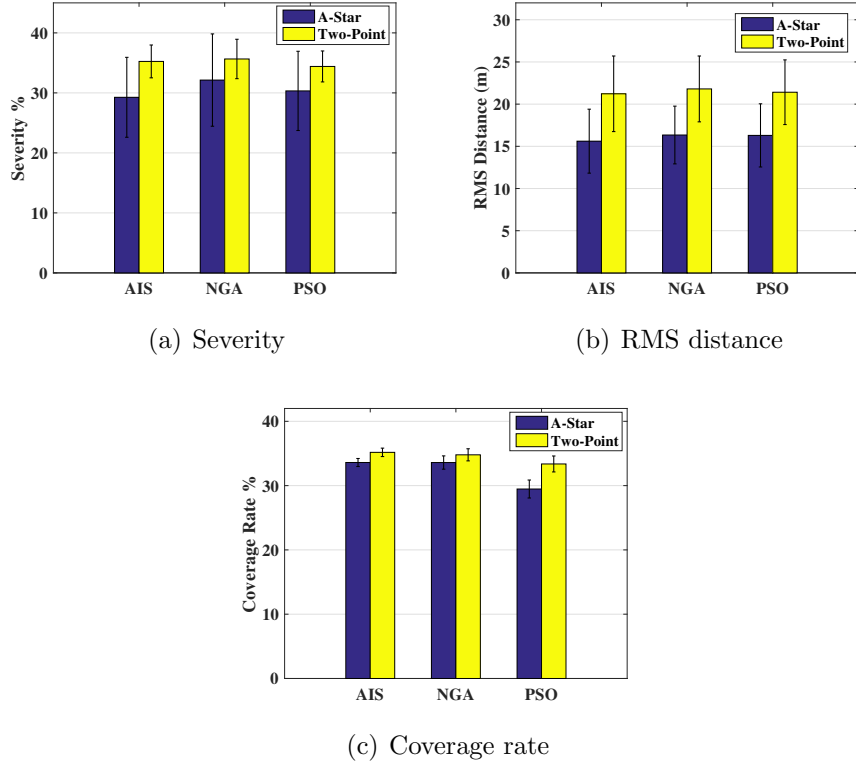 A-Star
Two-Point
40
30
20
10
0
Severity %
AIS NGA PSO
(a) Severity
A-Star
Two-Point
30
25
20
15
10
5
0
RMS Distance (m)
AIS NGA PSO
(b) RMS distance
A-Star
Two-Point
40
30
20
10
0
Coverage Rate %
AIS NGA PSO
(c) Coverage rate